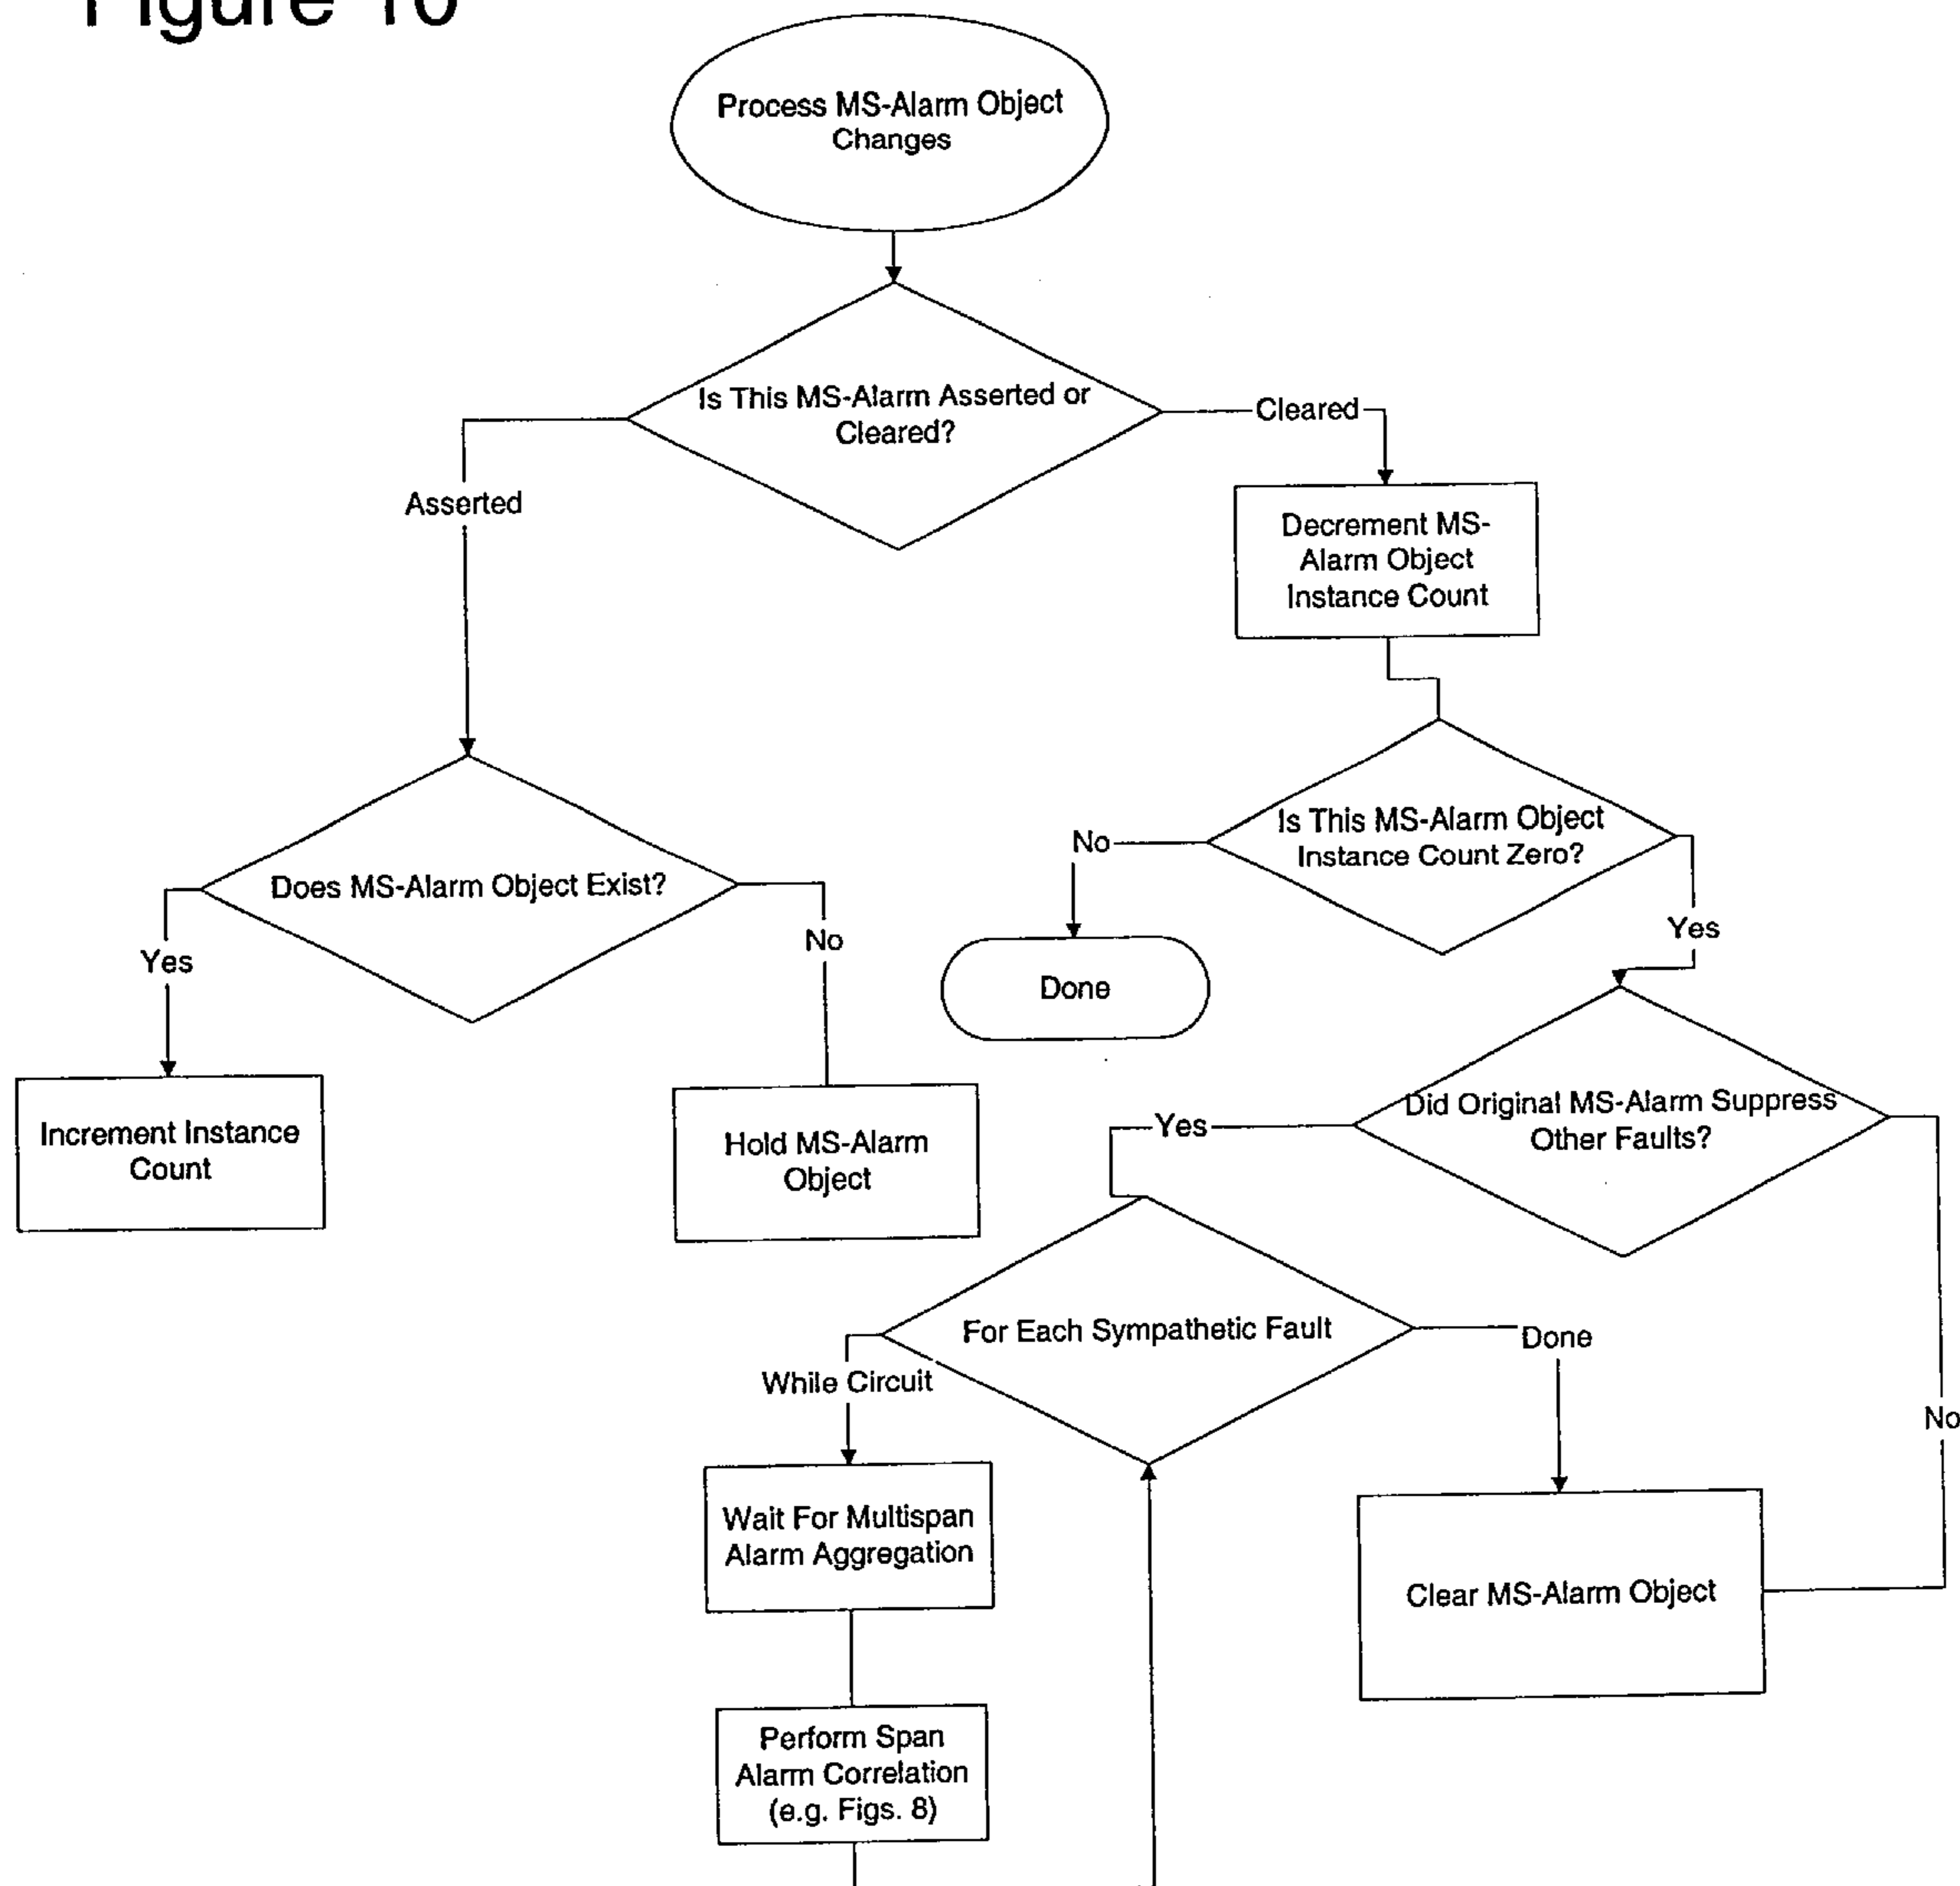 Figure 10
Process MS-Alarm Object
Changes
Is This MS-Alarm Asserted or
Cleared?
Cleared
Asserted
Decrement MS-
Alarm Object
Instance Count
Is This MS-Alarm Object
Instance Count Zero?
No
Yes
Does MS-Alarm Object Exist?
Yes
No
Done
Increment Instance
Count
Hold MS-Alarm
Object
Did Original MS-Alarm Suppress
Other Faults?
Yes
No
For Each Sympathetic Fault
Done
While Circuit
Wait For Multispan
Alarm Aggregation
Clear MS-Alarm Object
Perform Span
Alarm Correlation
(e.g. Figs. 8)